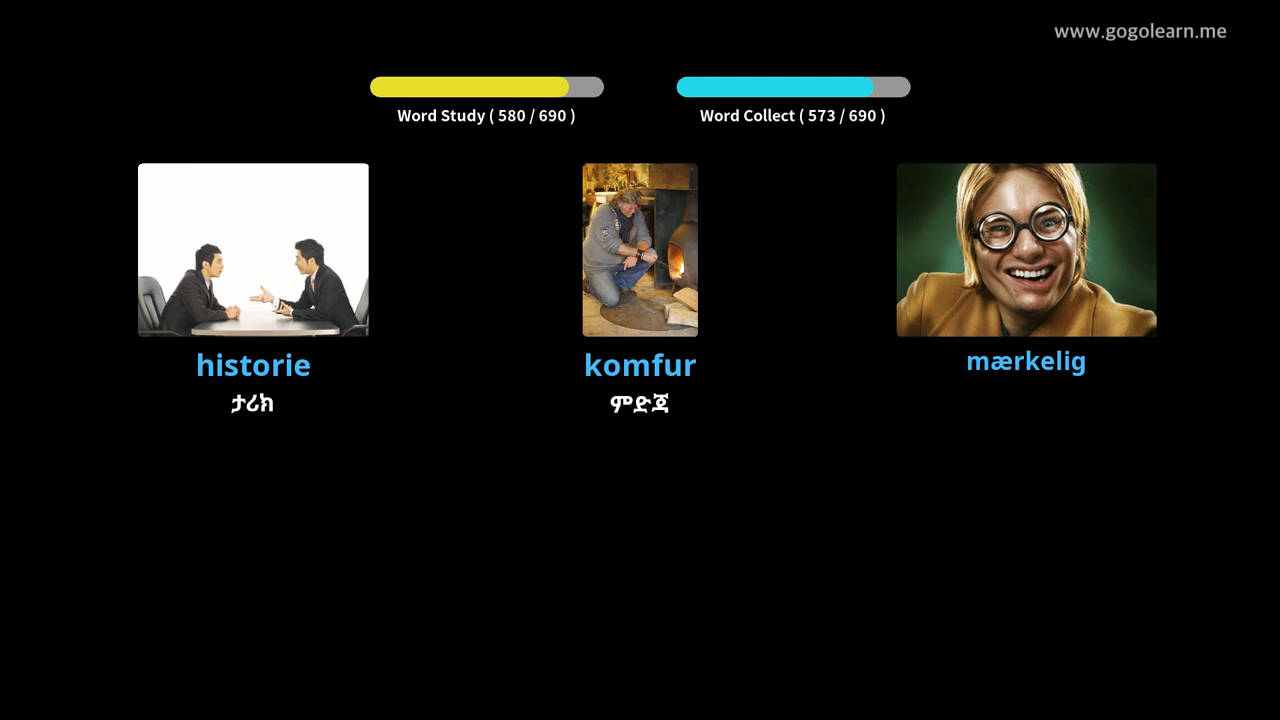 www.gogolearn.me
Word Study ( 580 / 690 )
Word Collect ( 573 / 690 )
historie
komfur
mærkelig
ታሪክ
ምድጃ